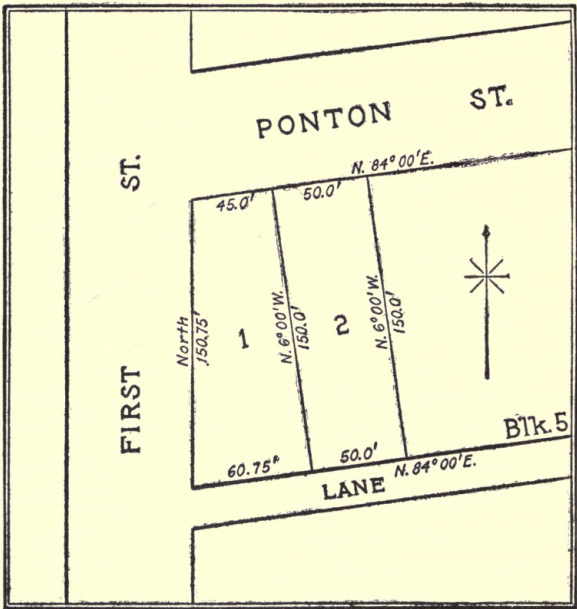 PONTON ST.
FIRST ST.
N. 84° 00' E.
45.0'
50.0'
North
150.75'
1
N. 6° 00' W.
150.0'
2
N. 6° 00' W.
150.0'
Blk. 5
60.75'
50.0'
N. 84° 00' E.
LANE